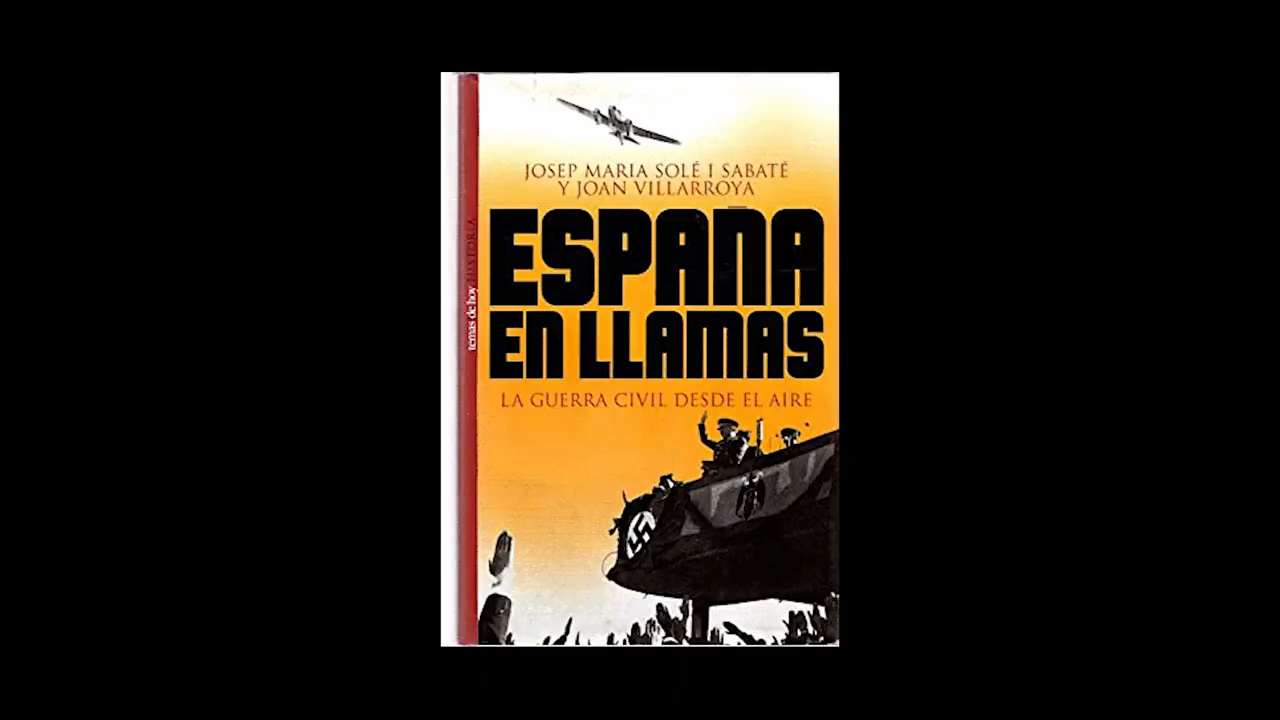 JOSEP MARIA SOLÉ I SABATÉ
Y JOAN VILLARROYA
ESPAÑA
EN LLAMAS
LA GUERRA CIVIL DESDE EL AIRE
temas de hoy HISTORIA